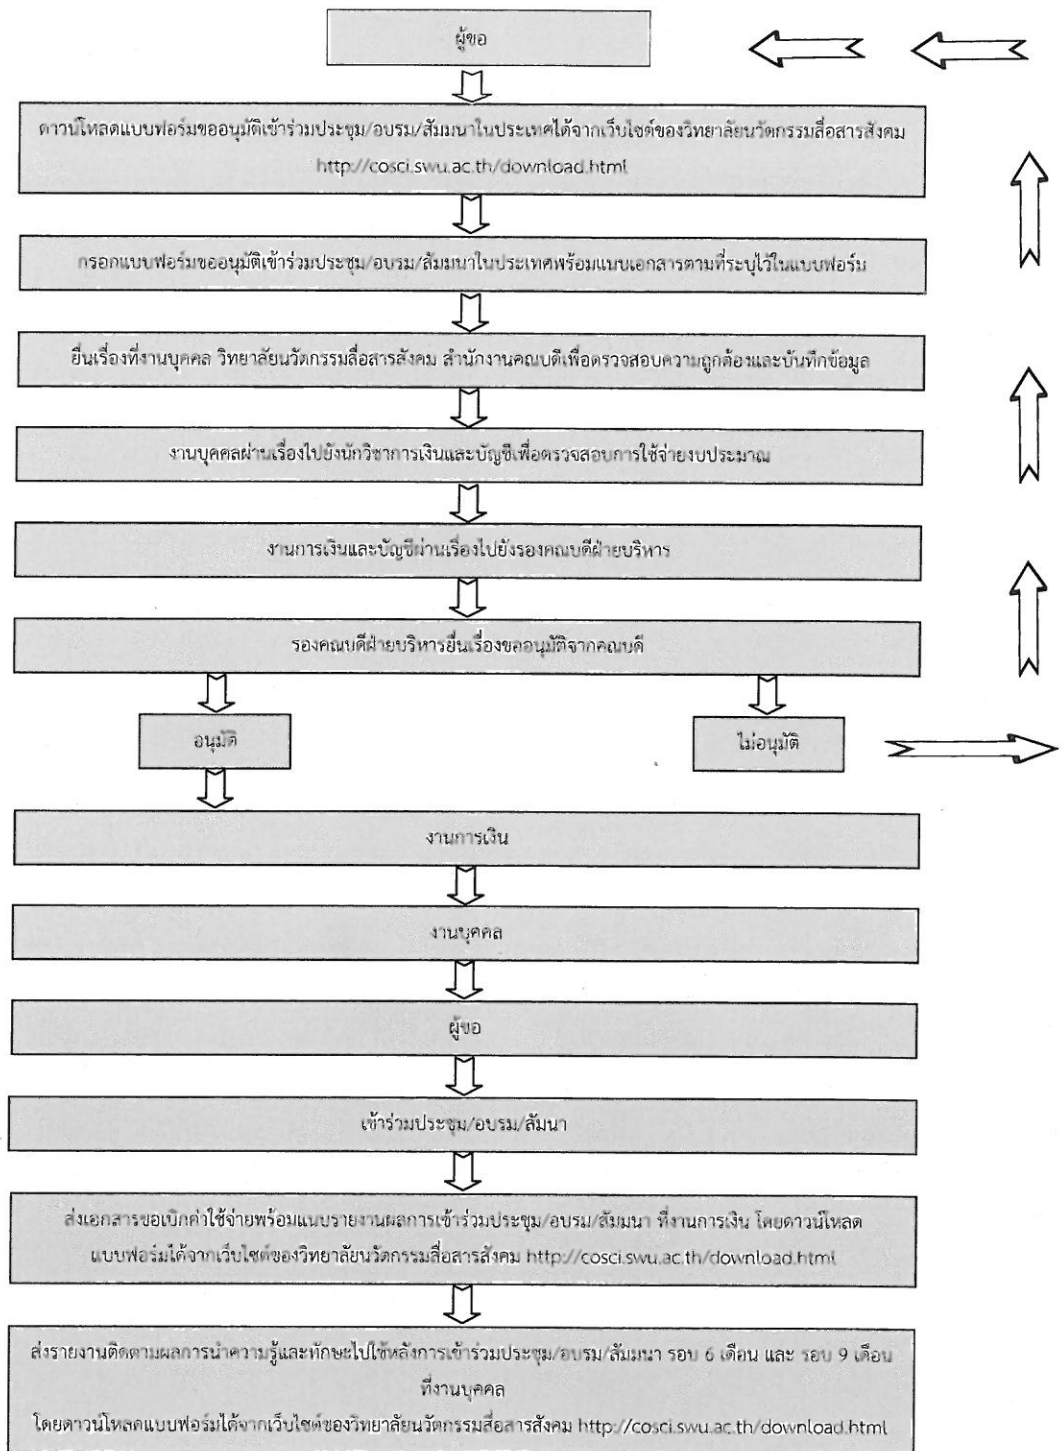 ผู้ขอ
ดาวน์โหลดแบบฟอร์มขออนุมัติเข้าร่วมประชุม/อบรม/สัมมนาในประเทศได้จากเว็บไซต์ของวิทยาลัยนวัตกรรมสื่อสารสังคม
http://cosci.swu.ac.th/download.html
กรอกแบบฟอร์มขออนุมัติเข้าร่วมประชุม/อบรม/สัมมนาในประเทศพร้อมแนบเอกสารตามที่ระบุไว้ในแบบฟอร์ม
ยื่นเรื่องที่งานบุคคล วิทยาลัยนวัตกรรมสื่อสารสังคม สำนักงานคณบดีเพื่อตรวจสอบความถูกต้องและบันทึกข้อมูล
งานบุคคลผ่านเรื่องไปยังนักวิชาการเงินและบัญชีเพื่อตรวจสอบการใช้จ่ายงบประมาณ
งานการเงินและบัญชีผ่านเรื่องไปยังรองคณบดีฝ่ายบริหาร
รองคณบดีฝ่ายบริหารยื่นเรื่องขออนุมัติจากคณบดี
อนุมัติ
ไม่อนุมัติ
งานการเงิน
งานบุคคล
ผู้ขอ
เข้าร่วมประชุม/อบรม/สัมนา
ส่งเอกสารขอเบิกค่าใช้จ่ายพร้อมแนบรายงานผลการเข้าร่วมประชุม/อบรม/สัมมนา ที่งานการเงิน โดยดาวน์โหลด
แบบฟอร์มได้จากเว็บไซต์ของวิทยาลัยนวัตกรรมสื่อสารสังคม http://cosci.swu.ac.th/download.html
ส่งรายงานติดตามผลการนำความรู้และทักษะไปใช้หลังการเข้าร่วมประชุม/อบรม/สัมมนา รอบ 6 เดือน และ รอบ 9 เดือน
ที่งานบุคคล
โดยดาวน์โหลดแบบฟอร์มได้จากเว็บไซต์ของวิทยาลัยนวัตกรรมสื่อสารสังคม http://cosci.swu.ac.th/download.html